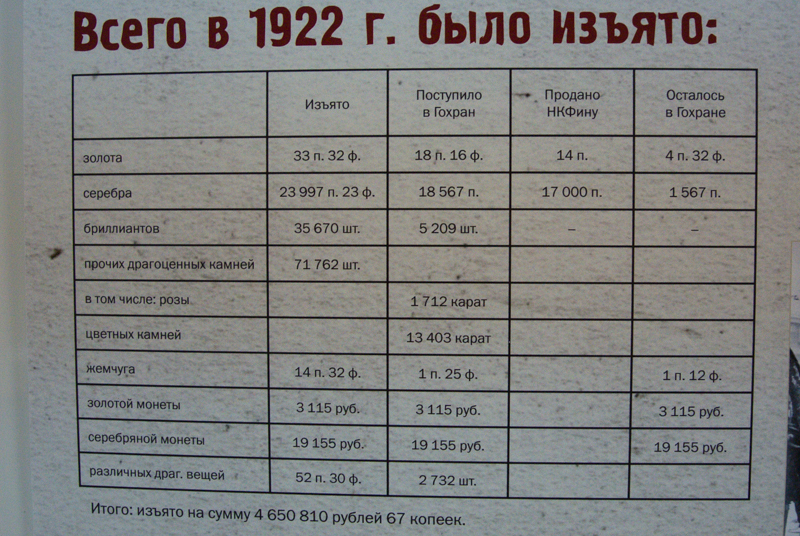 Всего в 1922 г. было изъято:
Изъято Поступило в Гохран Продано НКФину Осталось в Гохране
золота 33 п. 32 ф. 18 п. 16 ф. 14 п. 4 п. 32 ф.
серебра 23 997 п. 23 ф. 18 567 п. 17 000 п. 1 567 п.
бриллиантов 35 670 шт. 5 209 шт. – –
прочих драгоценных камней 71 762 шт.
в том числе: розы 1 712 карат
цветных камней 13 403 карат
жемчуга 14 п. 32 ф. 1 п. 25 ф. 1 п. 12 ф.
золотой монеты 3 115 руб. 3 115 руб. 3 115 руб.
серебряной монеты 19 155 руб. 19 155 руб. 19 155 руб.
различных драг. вещей 52 п. 30 ф. 2 732 шт.
Итого: изъято на сумму 4 650 810 рублей 67 копеек.